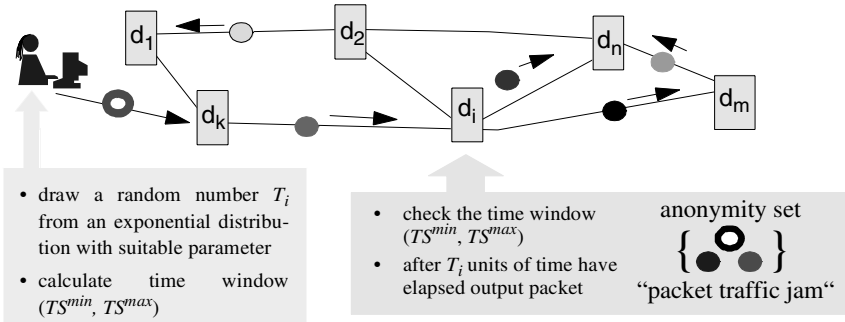 d1
d2
dn
dk
di
dm
• draw a random number Ti
from an exponential distribu-
tion with suitable parameter
• calculate time window
(TSmin, TSmax)
• check the time window
(TSmin, TSmax)
• after Ti units of time have
elapsed output packet
anonymity set
{ }
“packet traffic jam“